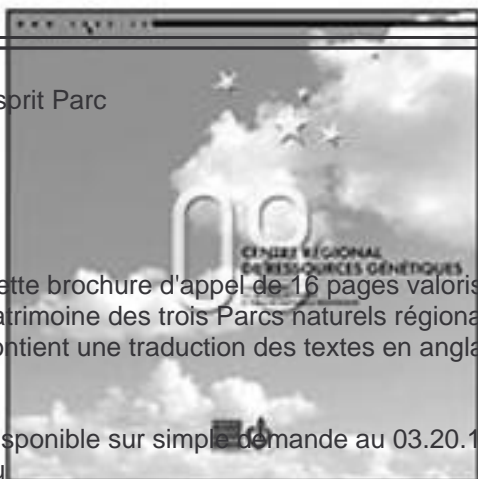 sprit Parc
CENTRE RÉGIONAL
DE RESSOURCES GÉNÉTIQUES
ette brochure d'appel de 16 pages valoris
atrimoine des trois Parcs naturels régiona
ontient une traduction des textes en angla
sponible sur simple demande au 03.20.1